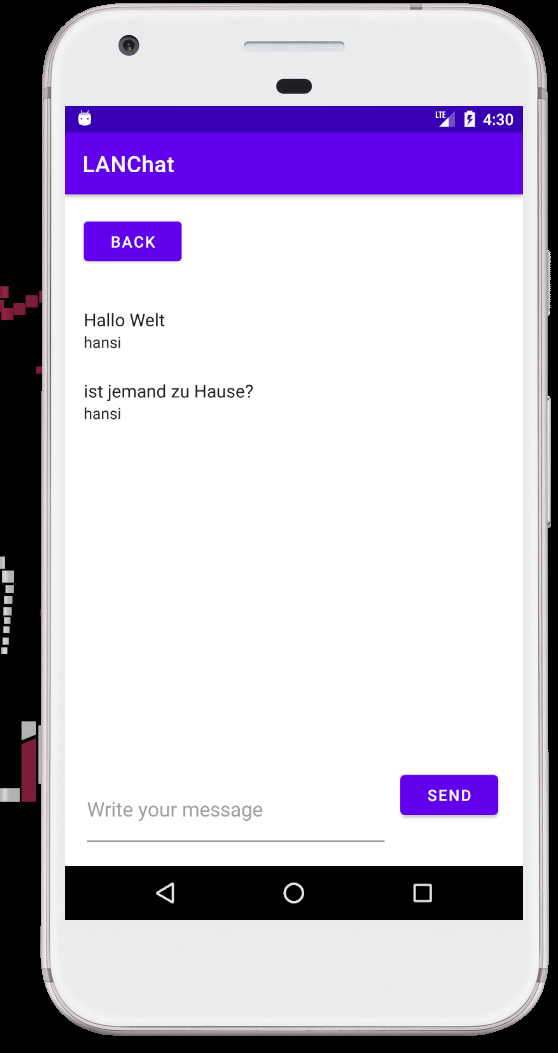 LTE 4:30
LANChat
BACK
Hallo Welt
hansi
ist jemand zu Hause?
hansi
Write your message
SEND